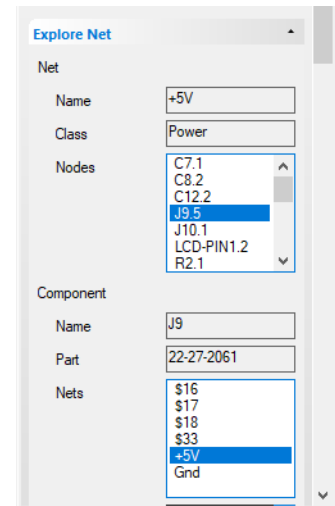 Explore Net
Net
Name +5V
Class Power
Nodes C7.1
C8.2
C12.2
J9.5
J10.1
LCD-PIN1.2
R2.1
Component
Name J9
Part 22-27-2061
Nets $16
$17
$18
$33
+5V
Gnd